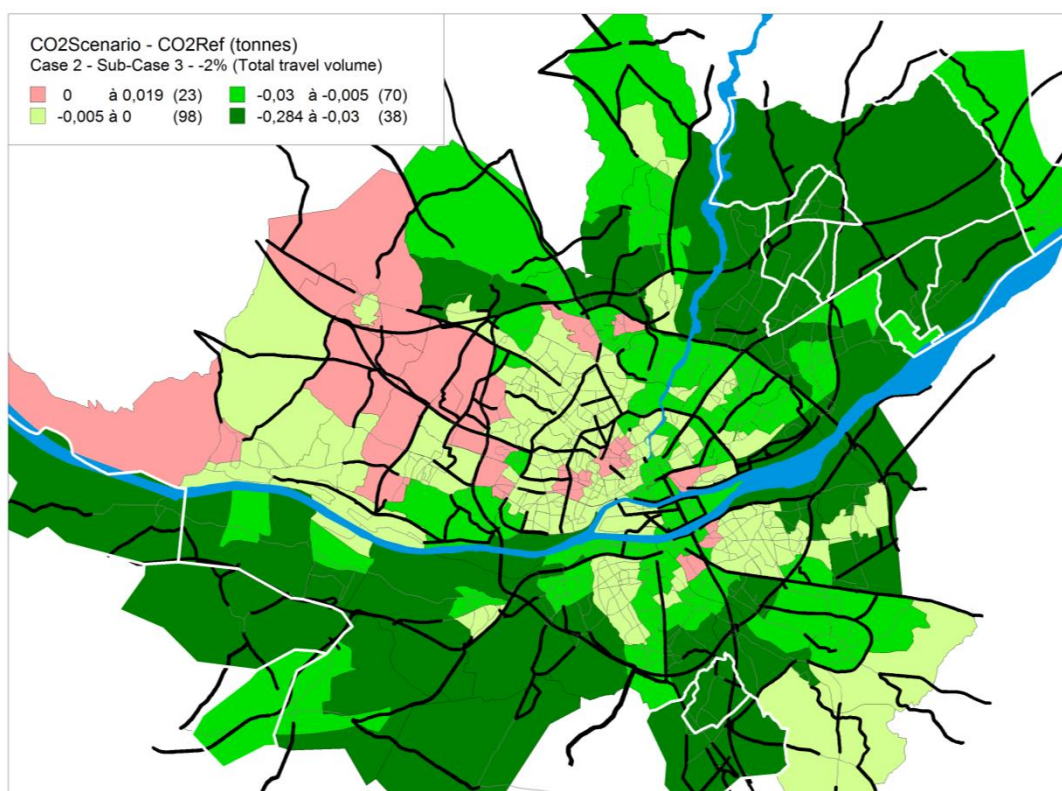 CO2Scenario - CO2Ref (tonnes)
Case 2 - Sub-Case 3 - -2% (Total travel volume)
0 à 0,019 (23) -0,03 à -0,005 (70)
-0,005 à 0 (98) -0,284 à -0,03 (38)